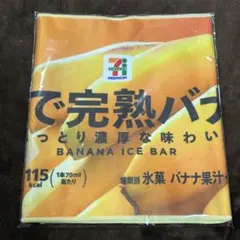 7
ELEVEN
PREMIUM
で完熟バナ
っとり濃厚な味わい
BANANA ICE BAR
115 kcal
1本70ml当たり
種類別 氷菓 バナナ果汁